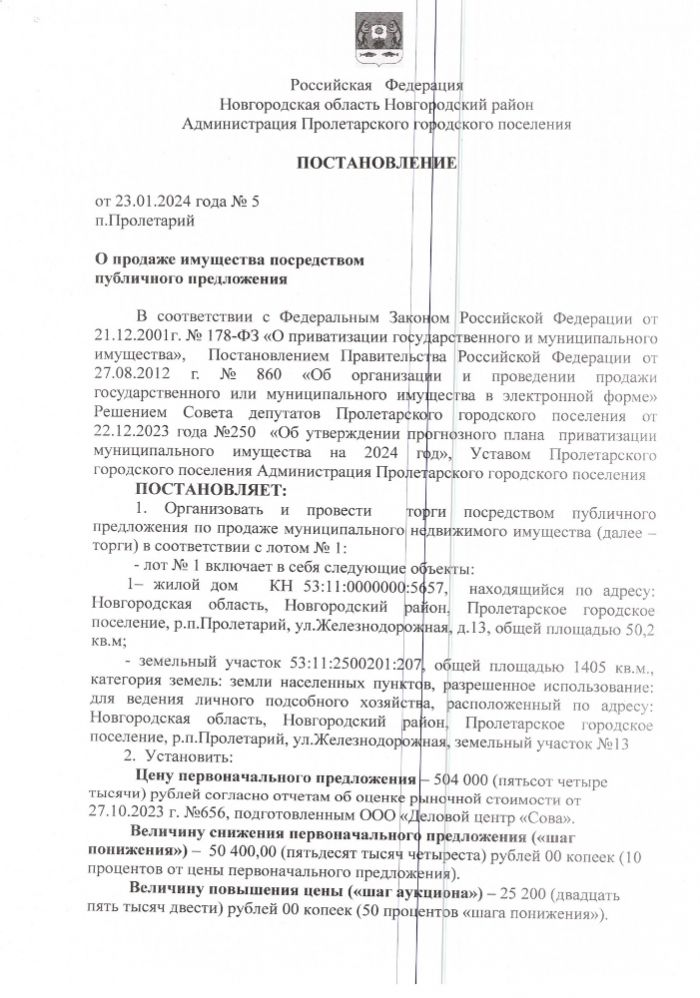 Российская Федерация
Новгородская область Новгородский район
Администрация Пролетарского городского поселения
ПОСТАНОВЛЕНИЕ
от 23.01.2024 года № 5
п.Пролетарий
О продаже имущества посредством
публичного предложения
В соответствии с Федеральным Законом Российской Федерации от
21.12.2001г. № 178-ФЗ «О приватизации государственного и муниципального
имущества», Постановлением Правительства Российской Федерации от
27.08.2012 г. № 860 «Об организации и проведении продажи
государственного или муниципального имущества в электронной форме»
Решением Совета депутатов Пролетарского городского поселения от
22.12.2023 года №250 «Об утверждении прогнозного плана приватизации
муниципального имущества на 2024 год», Уставом Пролетарского
городского поселения Администрация Пролетарского городского поселения
ПОСТАНОВЛЯЕТ:
1. Организовать и провести торги посредством публичного
предложения по продаже муниципального недвижимого имущества (далее –
торги) в соответствии с лотом № 1:
- лот № 1 включает в себя следующие объекты:
1– жилой дом КН 53:11:0000000:5657, находящийся по адресу:
Новгородская область, Новгородский район, Пролетарское городское
поселение, р.п.Пролетарий, ул.Железнодорожная, д.13, общей площадью 50,2
кв.м;
- земельный участок 53:11:2500201:207, общей площадью 1405 кв.м.,
категория земель: земли населенных пунктов, разрешенное использование:
для ведения личного подсобного хозяйства, расположенный по адресу:
Новгородская область, Новгородский район, Пролетарское городское
поселение, р.п.Пролетарий, ул.Железнодорожная, земельный участок №13
2. Установить:
Цену первоначального предложения – 504 000 (пятьсот четыре
тысячи) рублей согласно отчетам об оценке рыночной стоимости от
27.10.2023 г. №656, подготовленным ООО «Деловой центр «Сова».
Величину снижения первоначального предложения («шаг
понижения») – 50 400,00 (пятьдесят тысяч четыреста) рублей 00 копеек (10
процентов от цены первоначального предложения).
Величину повышения цены («шаг аукциона») – 25 200 (двадцать
пять тысяч двести) рублей 00 копеек (50 процентов «шага понижения»).